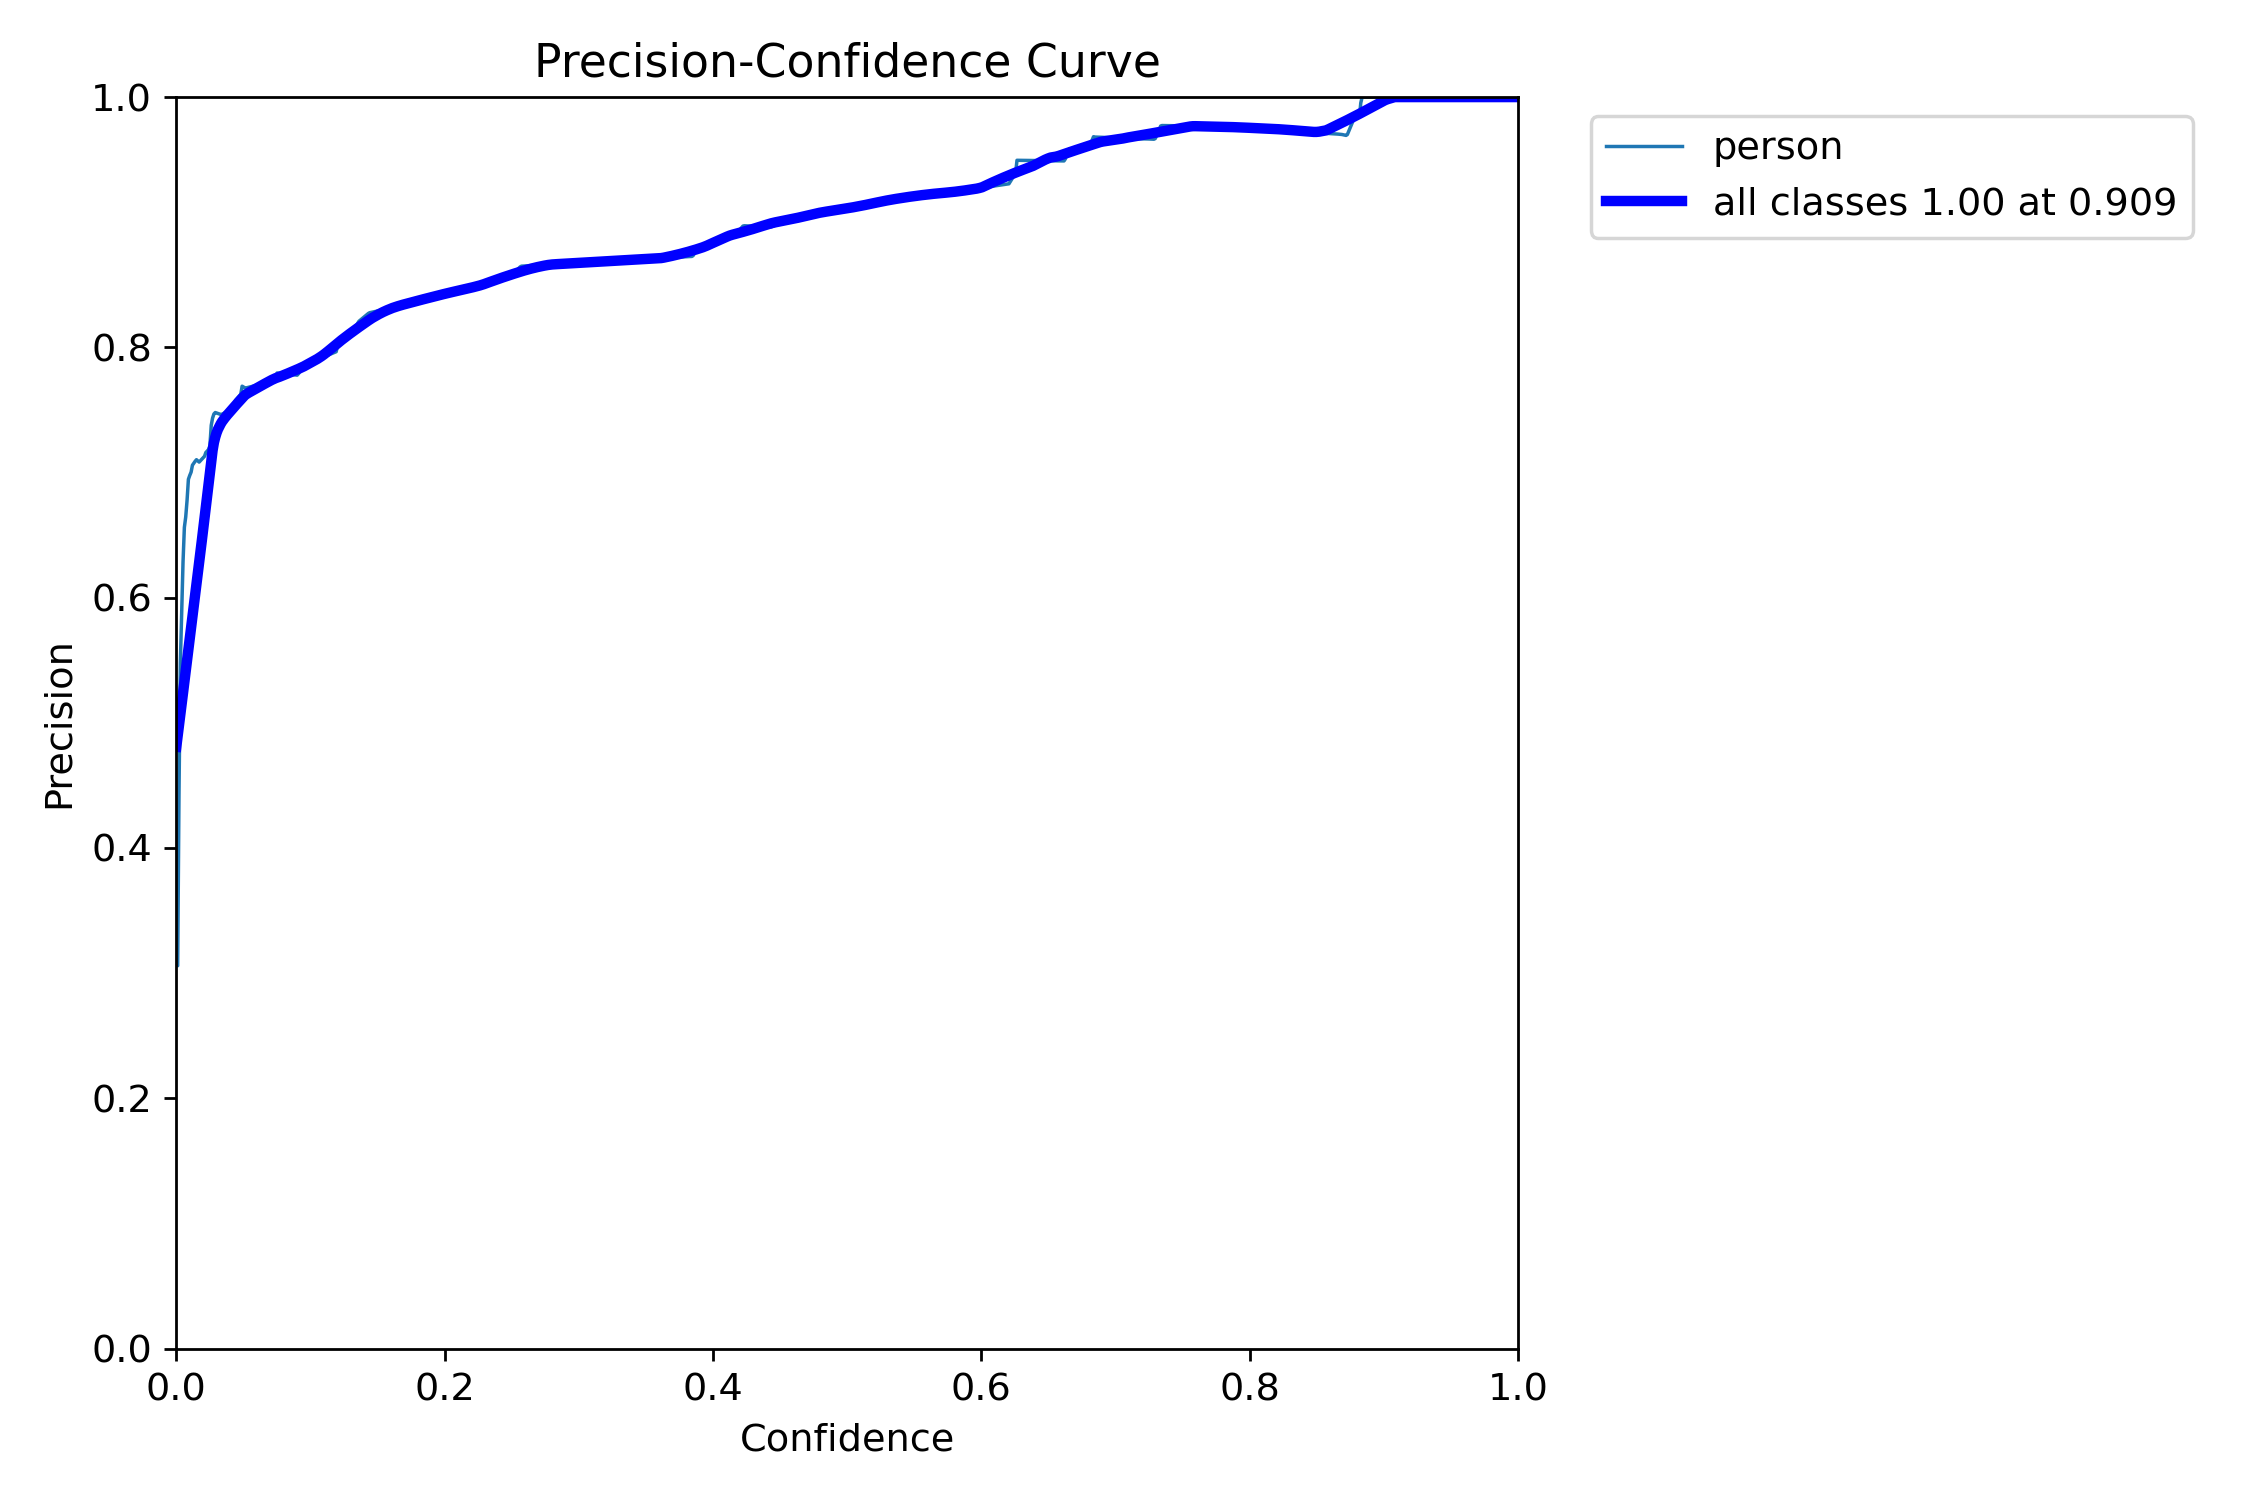 Precision-Confidence Curve
1.0
0.8
0.6
0.4
0.2
0.0
Precision
0.0 0.2 0.4 0.6 0.8 1.0
Confidence
person
all classes 1.00 at 0.909